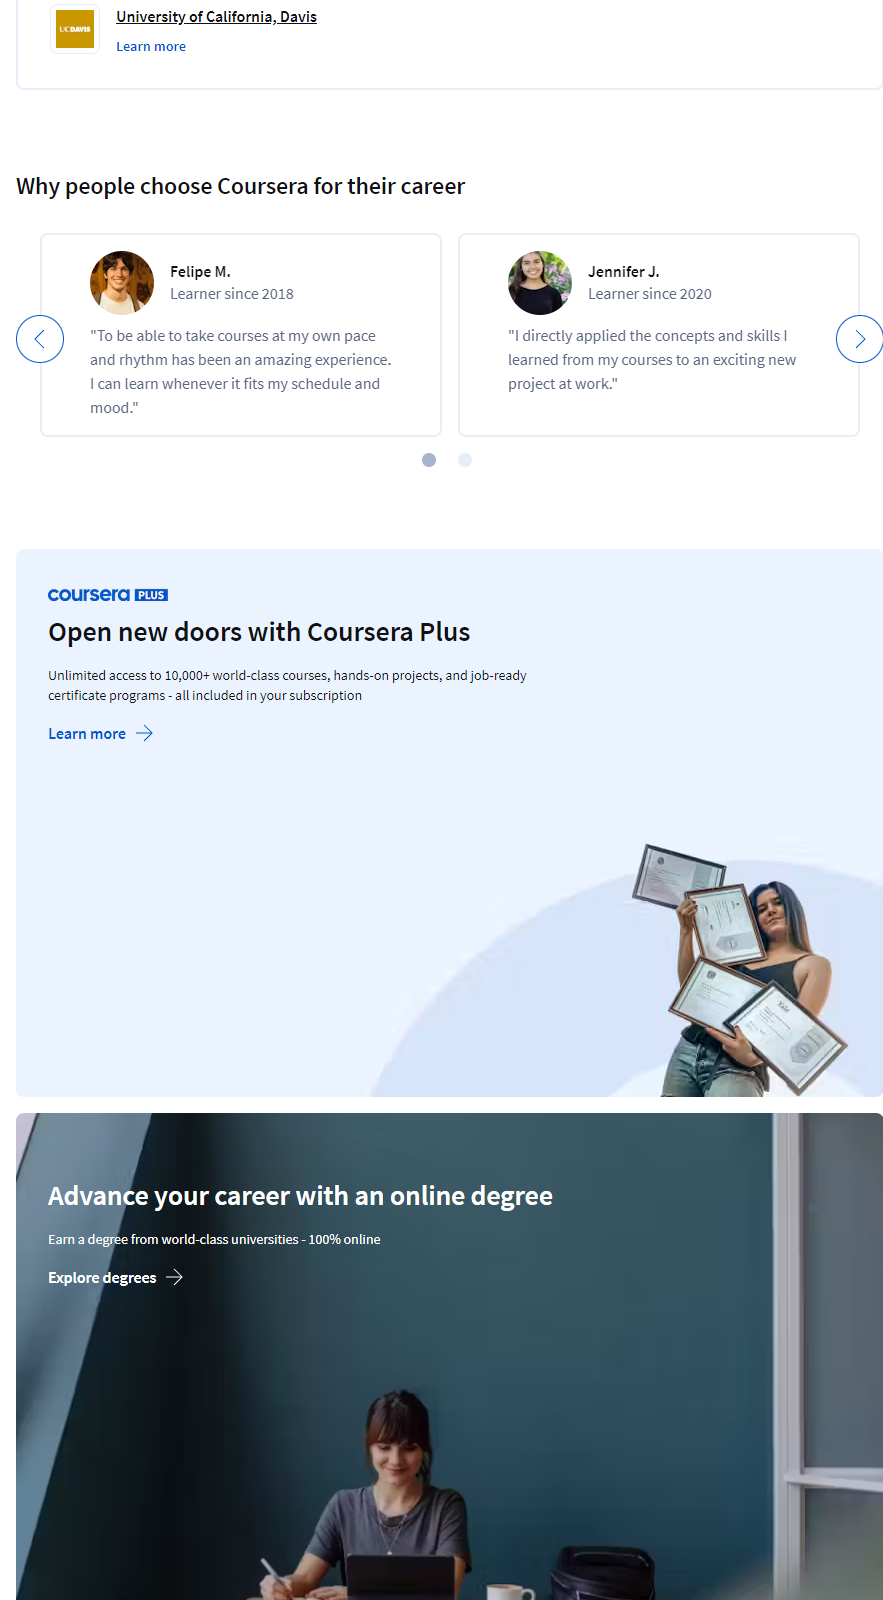 UCDAVIS
University of California, Davis
Learn more
Why people choose Coursera for their career
Felipe M.
Learner since 2018
"To be able to take courses at my own pace
and rhythm has been an amazing experience.
I can learn whenever it fits my schedule and
mood."
Jennifer J.
Learner since 2020
"I directly applied the concepts and skills I
learned from my courses to an exciting new
project at work."
coursera PLUS
Open new doors with Coursera Plus
Unlimited access to 10,000+ world-class courses, hands-on projects, and job-ready
certificate programs - all included in your subscription
Learn more
Yale
Advance your career with an online degree
Earn a degree from world-class universities - 100% online
Explore degrees